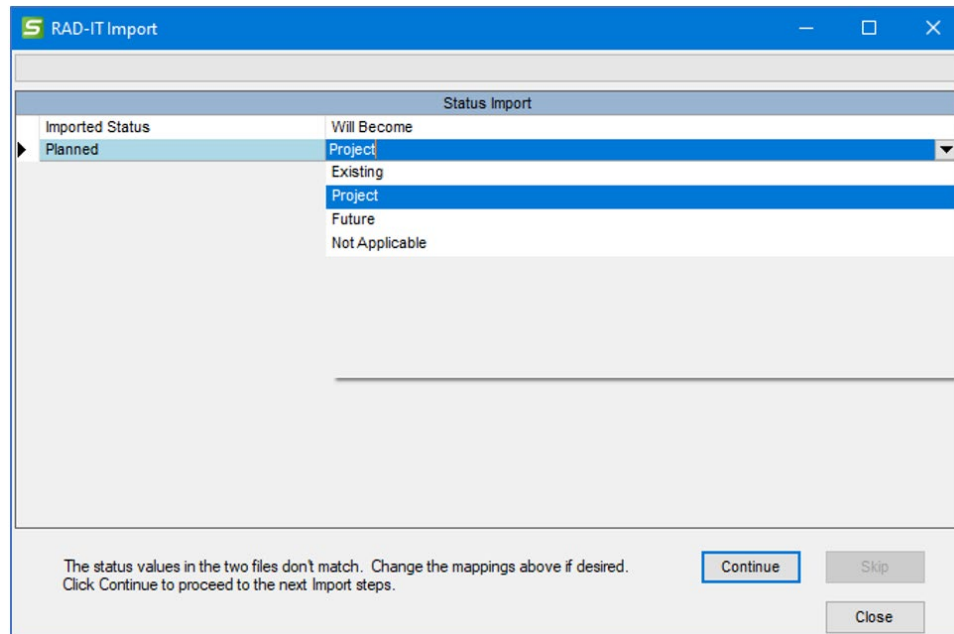 RAD-IT Import
Status Import
Imported Status Will Become
Planned Project
Existing
Project
Future
Not Applicable
The status values in the two files don't match. Change the mappings above if desired.
Click Continue to proceed to the next Import steps.
Continue Skip
Close